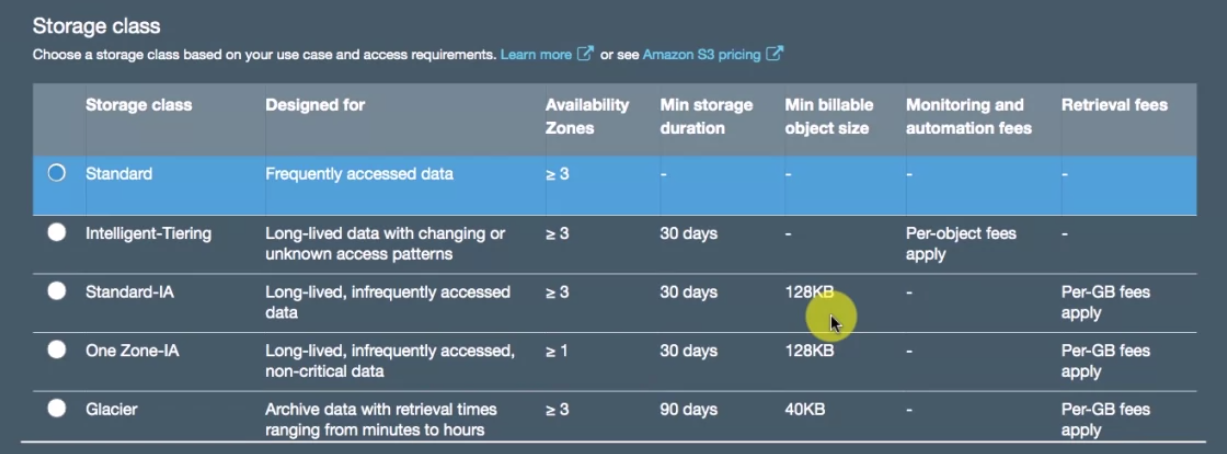 Storage class
Choose a storage class based on your use case and access requirements. Learn more or see Amazon S3 pricing
Storage class Designed for Availability Zones Min storage duration Min billable object size Monitoring and automation fees Retrieval fees
Standard Frequently accessed data ≥ 3 - - - -
Intelligent-Tiering Long-lived data with changing or unknown access patterns ≥ 3 30 days - Per-object fees apply -
Standard-IA Long-lived, infrequently accessed data ≥ 3 30 days 128KB - Per-GB fees apply
One Zone-IA Long-lived, infrequently accessed, non-critical data ≥ 1 30 days 128KB - Per-GB fees apply
Glacier Archive data with retrieval times ranging from minutes to hours ≥ 3 90 days 40KB - Per-GB fees apply